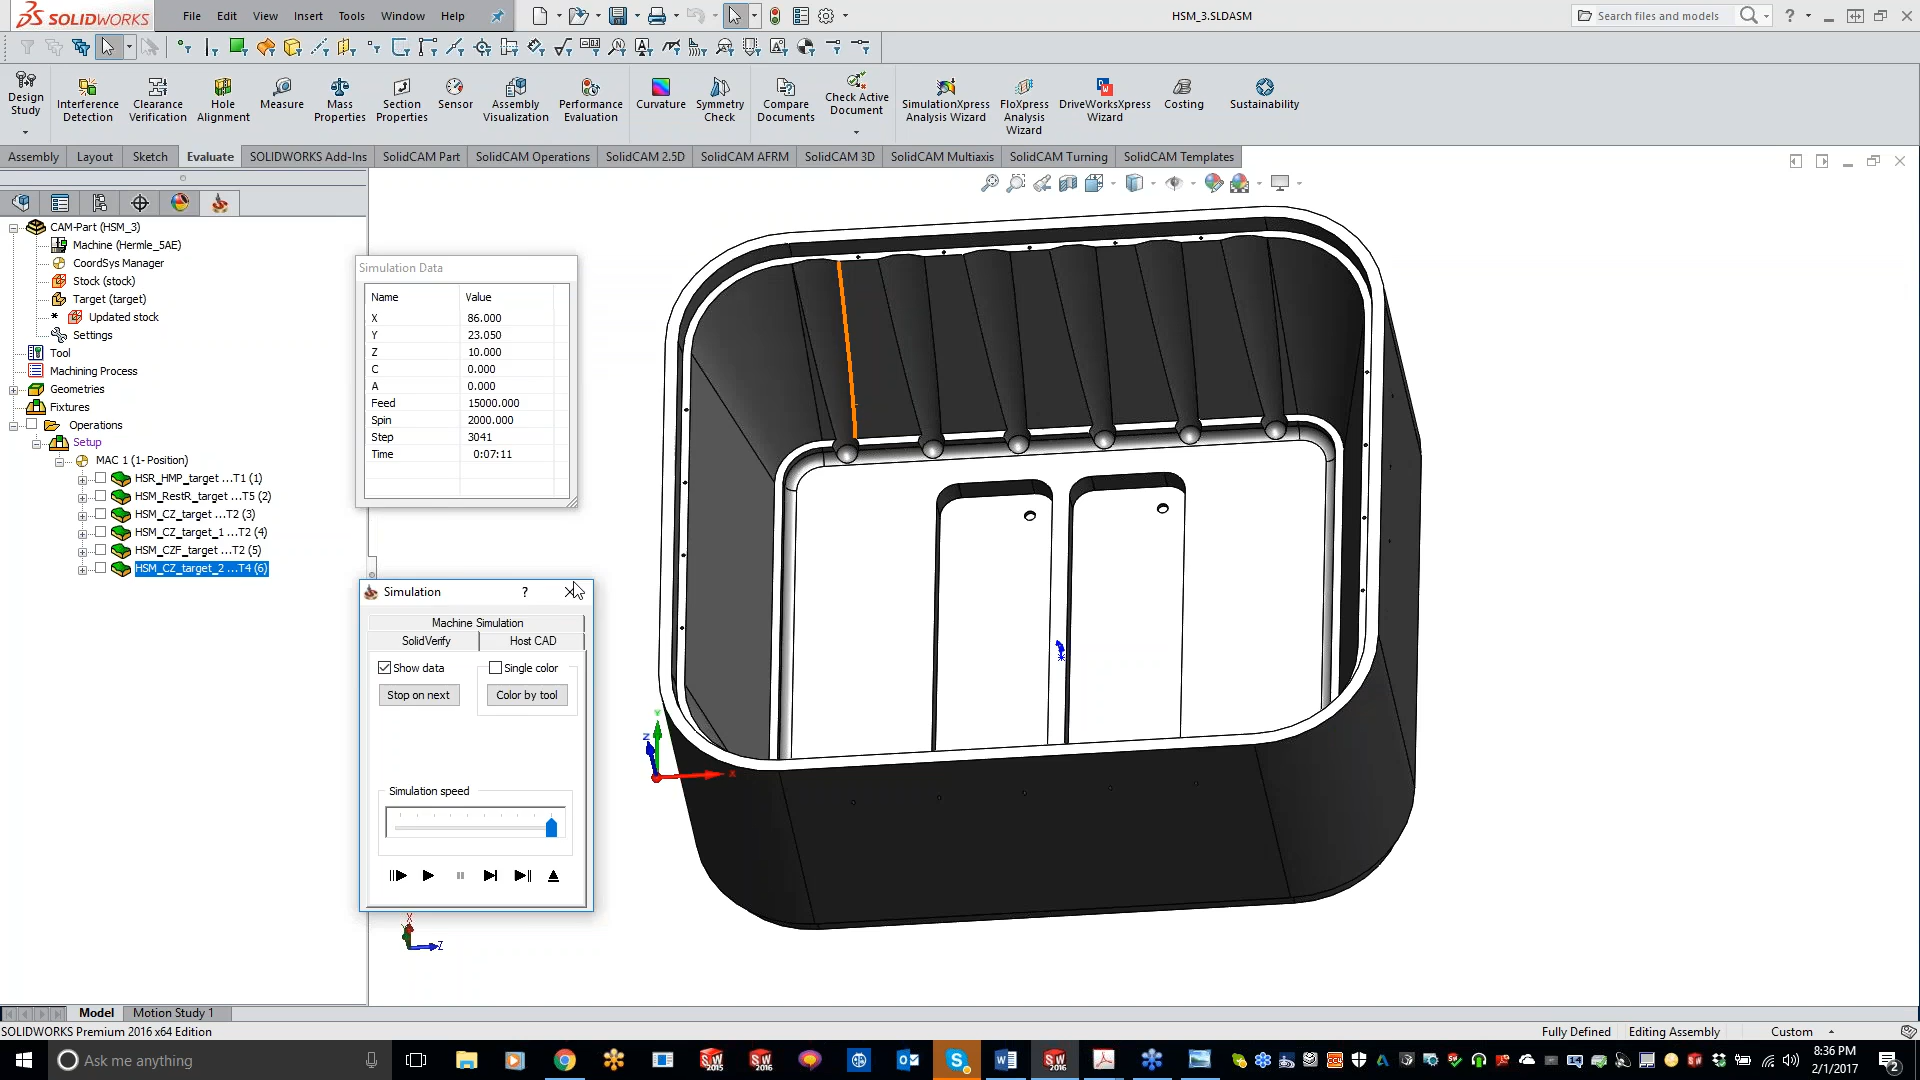 SOLIDWORKS File Edit View Insert Tools Window Help HSM_3.SLDASM Search files and models ?
Design Study Interference Detection Clearance Verification Hole Alignment Measure Mass Properties Section Properties Sensor Assembly Visualization Performance Evaluation Curvature Symmetry Check Compare Documents Check Active Document SimulationXpress Analysis Wizard FloXpress Analysis Wizard DriveWorksXpress Wizard Costing Sustainability
Assembly Layout Sketch Evaluate SOLIDWORKS Add-Ins SolidCAM Part SolidCAM Operations SolidCAM 2.5D SolidCAM AFRM SolidCAM 3D SolidCAM Multiaxis SolidCAM Turning SolidCAM Templates
CAM-Part (HSM_3)
Machine (Hermle_5AE)
CoordSys Manager
Stock (stock)
Target (target)
* Updated stock
Settings
Tool
Machining Process
Geometries
Fixtures
Operations
Setup
MAC 1 (1- Position)
HSR_HMP_target ...T1 (1)
HSM_RestR_target ...T5 (2)
HSM_CZ_target ...T2 (3)
HSM_CZ_target_1 ...T2 (4)
HSM_CZF_target ...T2 (5)
HSM_CZ_target_2 ...T4 (6)
Simulation Data
Name Value
X 86.000
Y 23.050
Z 10.000
C 0.000
A 0.000
Feed 15000.000
Spin 2000.000
Step 3041
Time 0:07:11
Simulation ?
Machine Simulation
SolidVerify Host CAD
Show data Single color
Stop on next Color by tool
Simulation speed
Y
Z
X
X
Y
Z
Model Motion Study 1
SOLIDWORKS Premium 2016 x64 Edition Fully Defined Editing Assembly Custom
Ask me anything 8:36 PM
2/1/2017
2